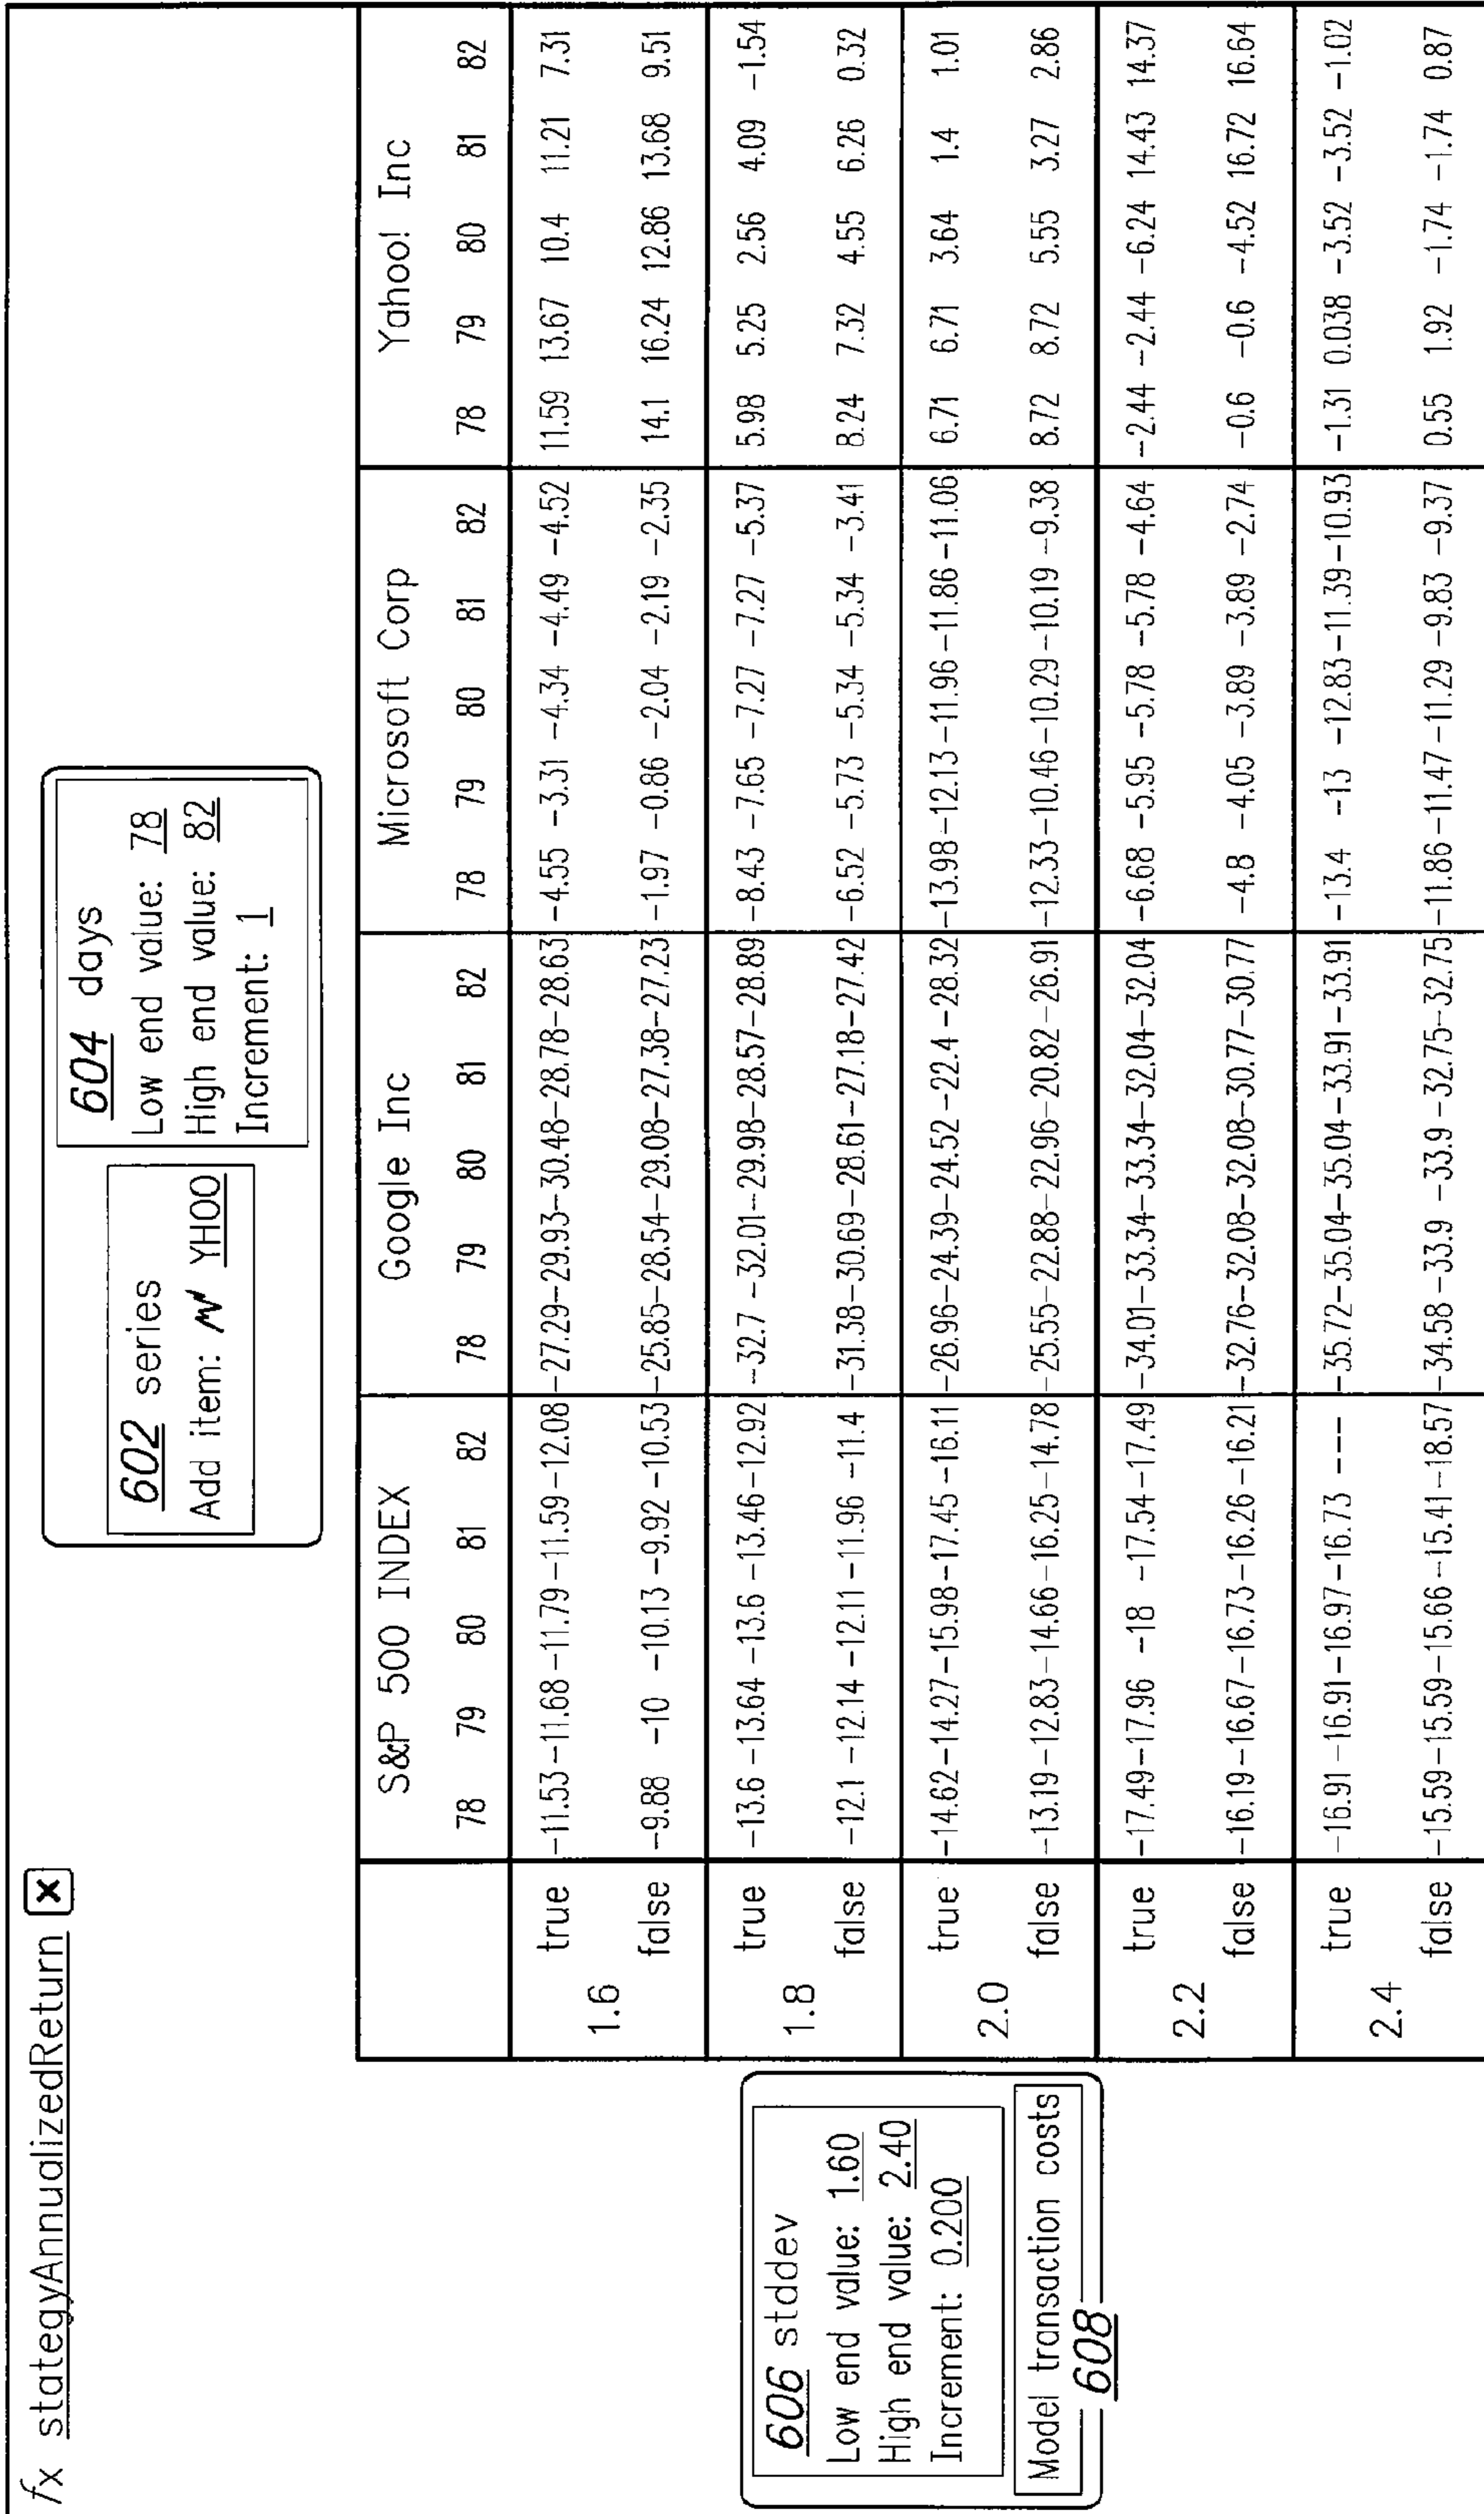 fx stategyAnnualizedReturn x
602 series
Add item: YHOO
604 days
Low end value: 78
High end value: 82
Increment: 1
606 stddev
Low end value: 1.60
High end value: 2.40
Increment: 0.200
Model transaction costs
608
S&P 500 INDEX Google Inc Microsoft Corp Yahoo! Inc
78 79 80 81 82 78 79 80 81 82 78 79 80 81 82 78 79 80 81 82
1.6
true -11.53 -11.68 -11.79 -11.59 -12.08 -27.29 -29.93 -30.48 -28.78 -28.63 -4.55 -3.31 -4.34 -4.49 -4.52 11.59 13.67 10.4 11.21 7.31
false -9.88 -10 -10.13 -9.92 -10.53 -25.85 -28.54 -29.08 -27.38 -27.23 -1.97 -0.86 -2.04 -2.19 -2.35 14.1 16.24 12.86 13.68 9.51
1.8
true -13.6 -13.64 -13.6 -13.46 -12.92 -32.7 -32.01 -29.98 -28.57 -28.89 -8.43 -7.65 -7.27 -7.27 -5.37 5.98 5.25 2.56 4.09 -1.54
false -12.1 -12.14 -12.11 -11.96 -11.4 -31.38 -30.69 -28.61 -27.18 -27.42 -6.52 -5.73 -5.34 -5.34 -3.41 8.24 7.32 4.55 6.26 0.32
2.0
true -14.62 -14.27 -15.98 -17.45 -16.11 -26.96 -24.39 -24.52 -22.4 -28.32 -13.98 -12.13 -11.96 -11.86 -11.06 6.71 6.71 3.64 1.4 1.01
false -13.19 -12.83 -14.66 -16.25 -14.78 -25.55 -22.88 -22.96 -20.82 -26.91 -12.33 -10.46 -10.29 -10.19 -9.38 8.72 8.72 5.55 3.27 2.86
2.2
true -17.49 -17.96 -18 -17.54 -17.49 -34.01 -33.34 -33.34 -32.04 -32.04 -6.68 -5.95 -5.78 -5.78 -4.64 -2.44 -2.44 -6.24 14.43 14.37
false -16.19 -16.67 -16.73 -16.26 -16.21 -32.76 -32.08 -32.08 -30.77 -30.77 -4.8 -4.05 -3.89 -3.89 -2.74 -0.6 -0.6 -4.52 16.72 16.64
2.4
true -16.91 -16.91 -16.97 -16.73 --- -35.72 -35.04 -35.04 -33.91 -33.91 -13.4 -13 -12.83 -11.39 -10.93 -1.31 0.038 -3.52 -3.52 -1.02
false -15.59 -15.59 -15.66 -15.41 -18.57 -34.58 -33.9 -33.9 -32.75 -32.75 -11.86 -11.47 -11.29 -9.83 -9.37 0.55 1.92 -1.74 -1.74 0.87